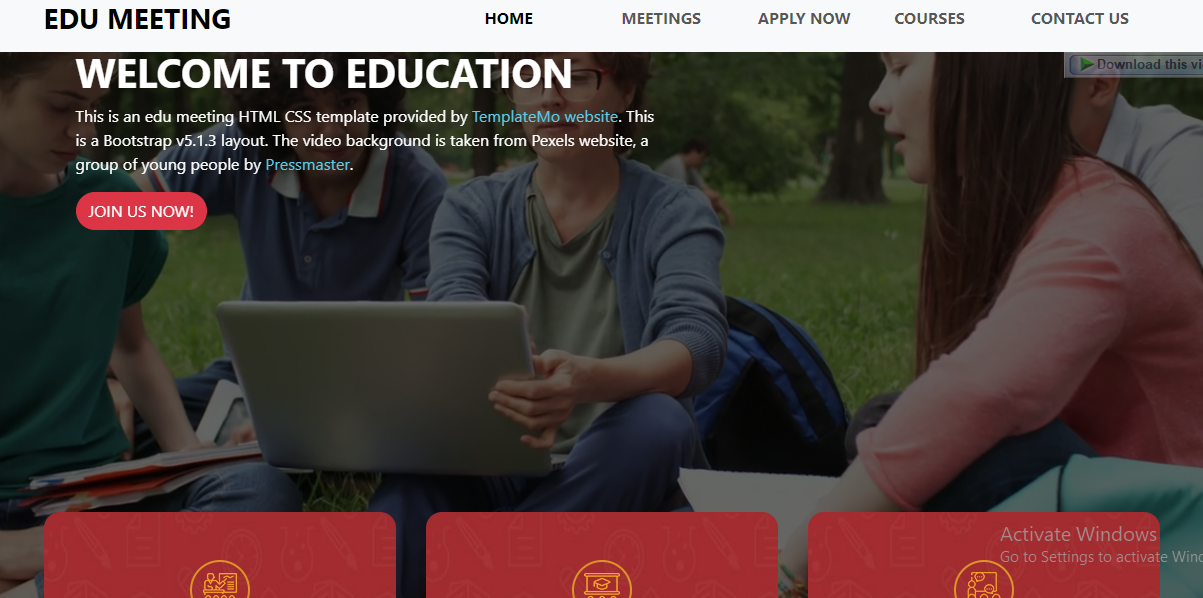 EDU MEETING HOME MEETINGS APPLY NOW COURSES CONTACT US
Download this vi
WELCOME TO EDUCATION
This is an edu meeting HTML CSS template provided by TemplateMo website. This
is a Bootstrap v5.1.3 layout. The video background is taken from Pexels website, a
group of young people by Pressmaster.
JOIN US NOW!
Activate Windows
Go to Settings to activate Wind